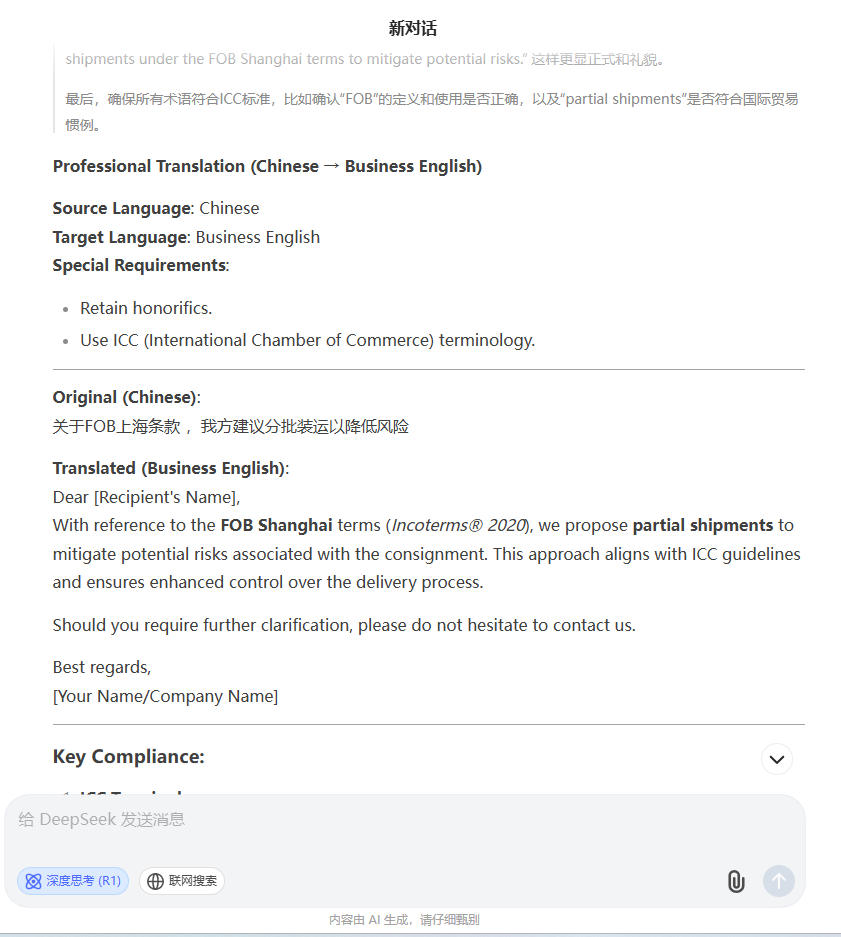 新对话
shipments under the FOB Shanghai terms to mitigate potential risks.” 这样更显正式和礼貌。
最后，确保所有术语符合ICC标准，比如确认“FOB”的定义和使用是否正确，以及“partial shipments”是否符合国际贸易
惯例。
Professional Translation (Chinese → Business English)
Source Language: Chinese
Target Language: Business English
Special Requirements:
• Retain honorifics.
• Use ICC (International Chamber of Commerce) terminology.
Original (Chinese):
关于FOB上海条款 ，我方建议分批装运以降低风险
Translated (Business English):
Dear [Recipient's Name],
With reference to the FOB Shanghai terms (Incoterms® 2020), we propose partial shipments to
mitigate potential risks associated with the consignment. This approach aligns with ICC guidelines
and ensures enhanced control over the delivery process.
Should you require further clarification, please do not hesitate to contact us.
Best regards,
[Your Name/Company Name]
Key Compliance:
给 DeepSeek 发送消息
深度思考 (R1) 联网搜索
内容由 AI 生成，请仔细甄别